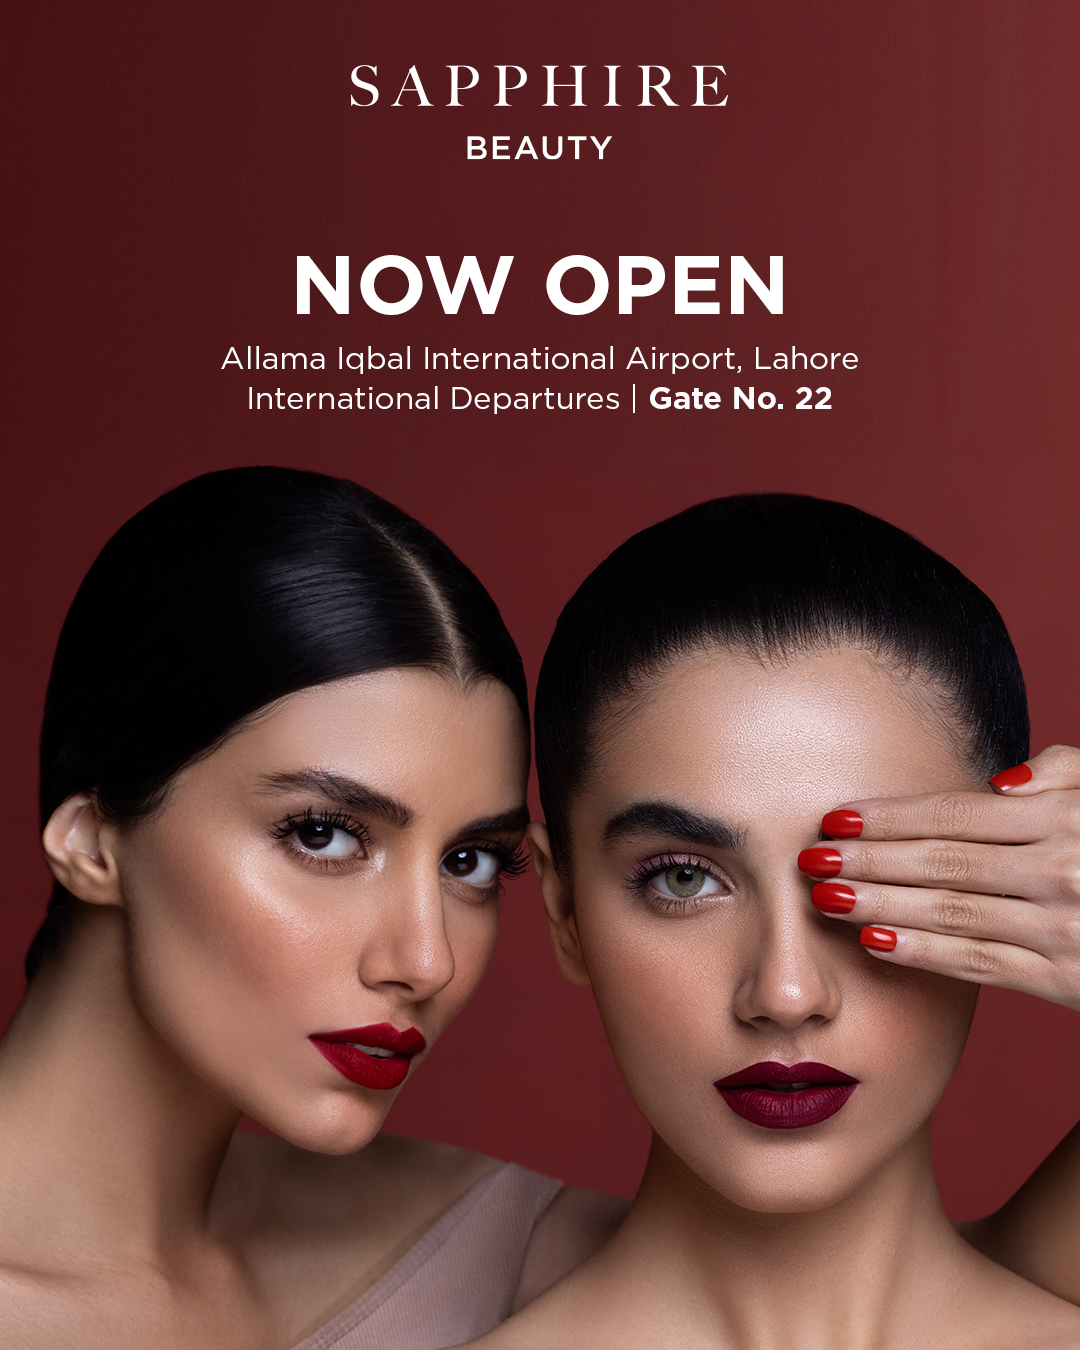 SAPPHIRE
BEAUTY
NOW OPEN
Allama Iqbal International Airport, Lahore
International Departures | Gate No. 22